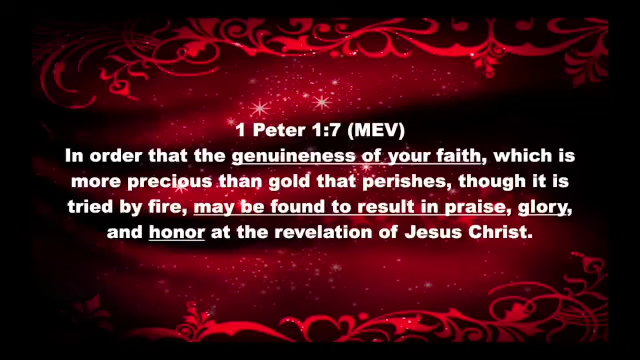 1 Peter 1:7 (MEV)
In order that the genuineness of your faith, which is
more precious than gold that perishes, though it is
tried by fire, may be found to result in praise, glory,
and honor at the revelation of Jesus Christ.